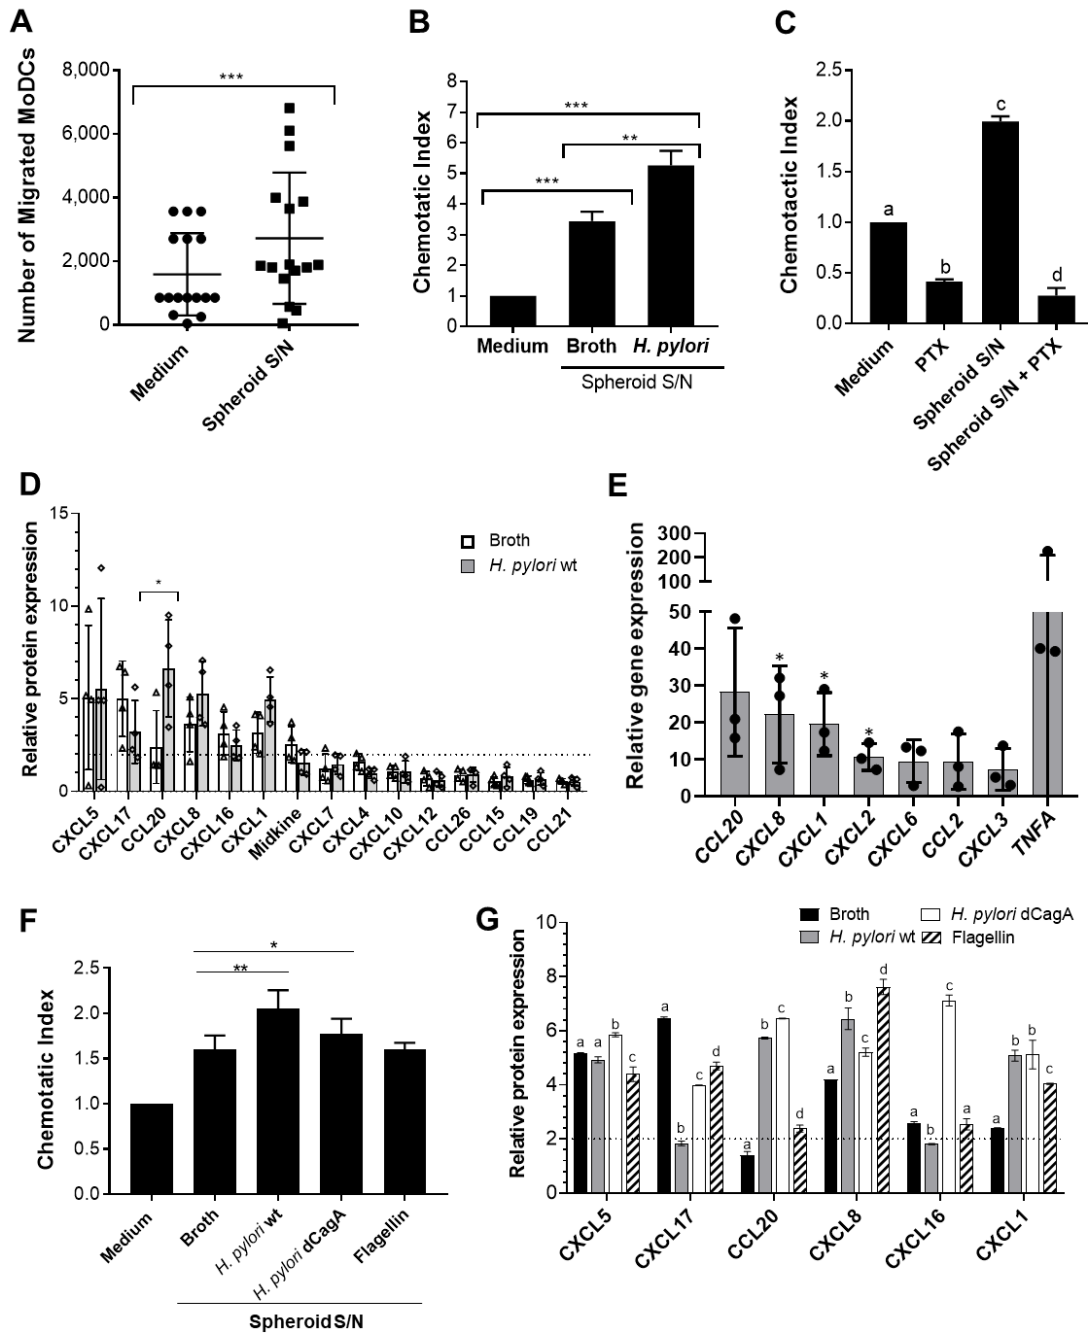 A
Number of Migrated MoDCs
8,000
6,000
4,000
2,000
0
***
Medium
Spheroid S/N
B
Chemotatic Index
8
7
6
5
4
3
2
1
0
***
**
***
Medium
Broth
H. pylori
Spheroid S/N
C
Chemotactic Index
2.5
2.0
1.5
1.0
0.5
0.0
a
b
c
d
Medium
PTX
Spheroid S/N
Spheroid S/N + PTX
D
Relative protein expression
15
10
5
0
*
Broth
H. pylori wt
CXCL5
CXCL17
CCL20
CXCL8
CXCL16
CXCL1
Midkine
CXCL7
CXCL4
CXCL10
CXCL12
CCL26
CCL15
CCL19
CCL21
E
Relative gene expression
300
200
100
50
40
30
20
10
0
*
*
*
CCL20
CXCL8
CXCL1
CXCL2
CXCL6
CCL2
CXCL3
TNFA
F
Chemotatic Index
2.5
2.0
1.5
1.0
0.5
0.0
*
**
Medium
Broth
H. pylori wt
H. pylori dCagA
Flagellin
Spheroid S/N
G
Relative protein expression
10
8
6
4
2
0
Broth
H. pylori wt
H. pylori dCagA
Flagellin
a a b c
a b c d
a b c d
a b c d
a b c a
a b b c
CXCL5
CXCL17
CCL20
CXCL8
CXCL16
CXCL1